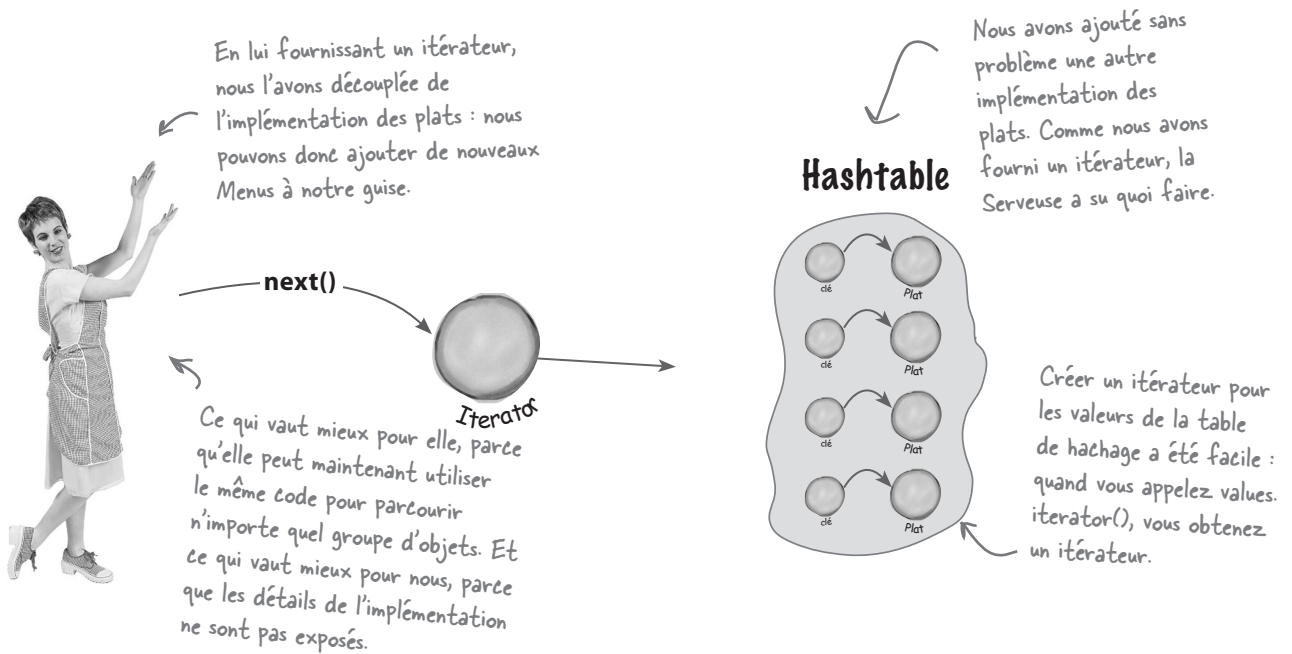 En lui fournissant un itérateur,
nous l'avons découplée de
l'implémentation des plats : nous
pouvons donc ajouter de nouveaux
Menus à notre guise.
Nous avons ajouté sans
problème une autre
implémentation des
plats. Comme nous avons
fourni un itérateur, la
Serveuse a su quoi faire.
Hashtable
next()
Iterator
clé
Plat
clé
Plat
clé
Plat
clé
Plat
Ce qui vaut mieux pour elle, parce
qu'elle peut maintenant utiliser
le même code pour parcourir
n'importe quel groupe d'objets. Et
ce qui vaut mieux pour nous, parce
que les détails de l'implémentation
ne sont pas exposés.
Créer un itérateur pour
les valeurs de la table
de hachage a été facile :
quand vous appelez values.
iterator(), vous obtenez
un itérateur.